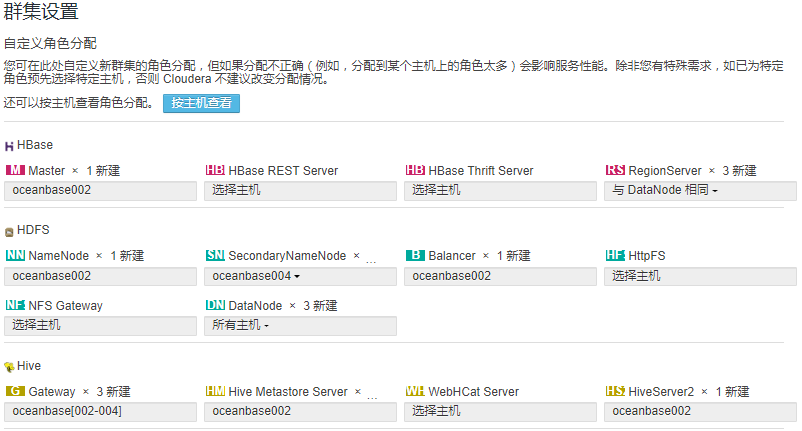 群集设置
自定义角色分配
您可在此处自定义新群集的角色分配，但如果分配不正确（例如，分配到某个主机上的角色太多）会影响服务性能。除非您有特殊需求，如已为特定
角色预先选择特定主机，否则 Cloudera 不建议改变分配情况。
还可以按主机查看角色分配。 按主机查看
HBase
M Master × 1 新建 HB HBase REST Server HB HBase Thrift Server RS RegionServer × 3 新建
oceanbase002 选择主机 选择主机 与 DataNode 相同
HDFS
NN NameNode × 1 新建 SN SecondaryNameNode × ... B Balancer × 1 新建 HF HttpFS
oceanbase002 oceanbase004 oceanbase002 选择主机
NF NFS Gateway DN DataNode × 3 新建
选择主机 所有主机
Hive
G Gateway × 3 新建 HM Hive Metastore Server × ... WH WebHCat Server HS2 HiveServer2 × 1 新建
oceanbase[002-004] oceanbase002 选择主机 oceanbase002